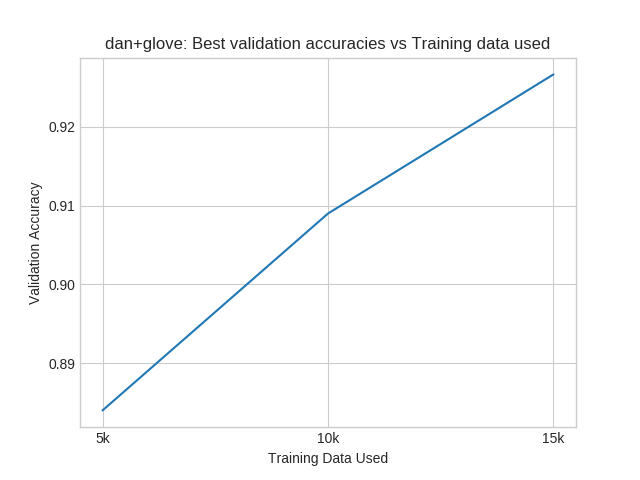 dan+glove: Best validation accuracies vs Training data used
0.92
0.91
0.90
0.89
Validation Accuracy
5k 10k 15k
Training Data Used